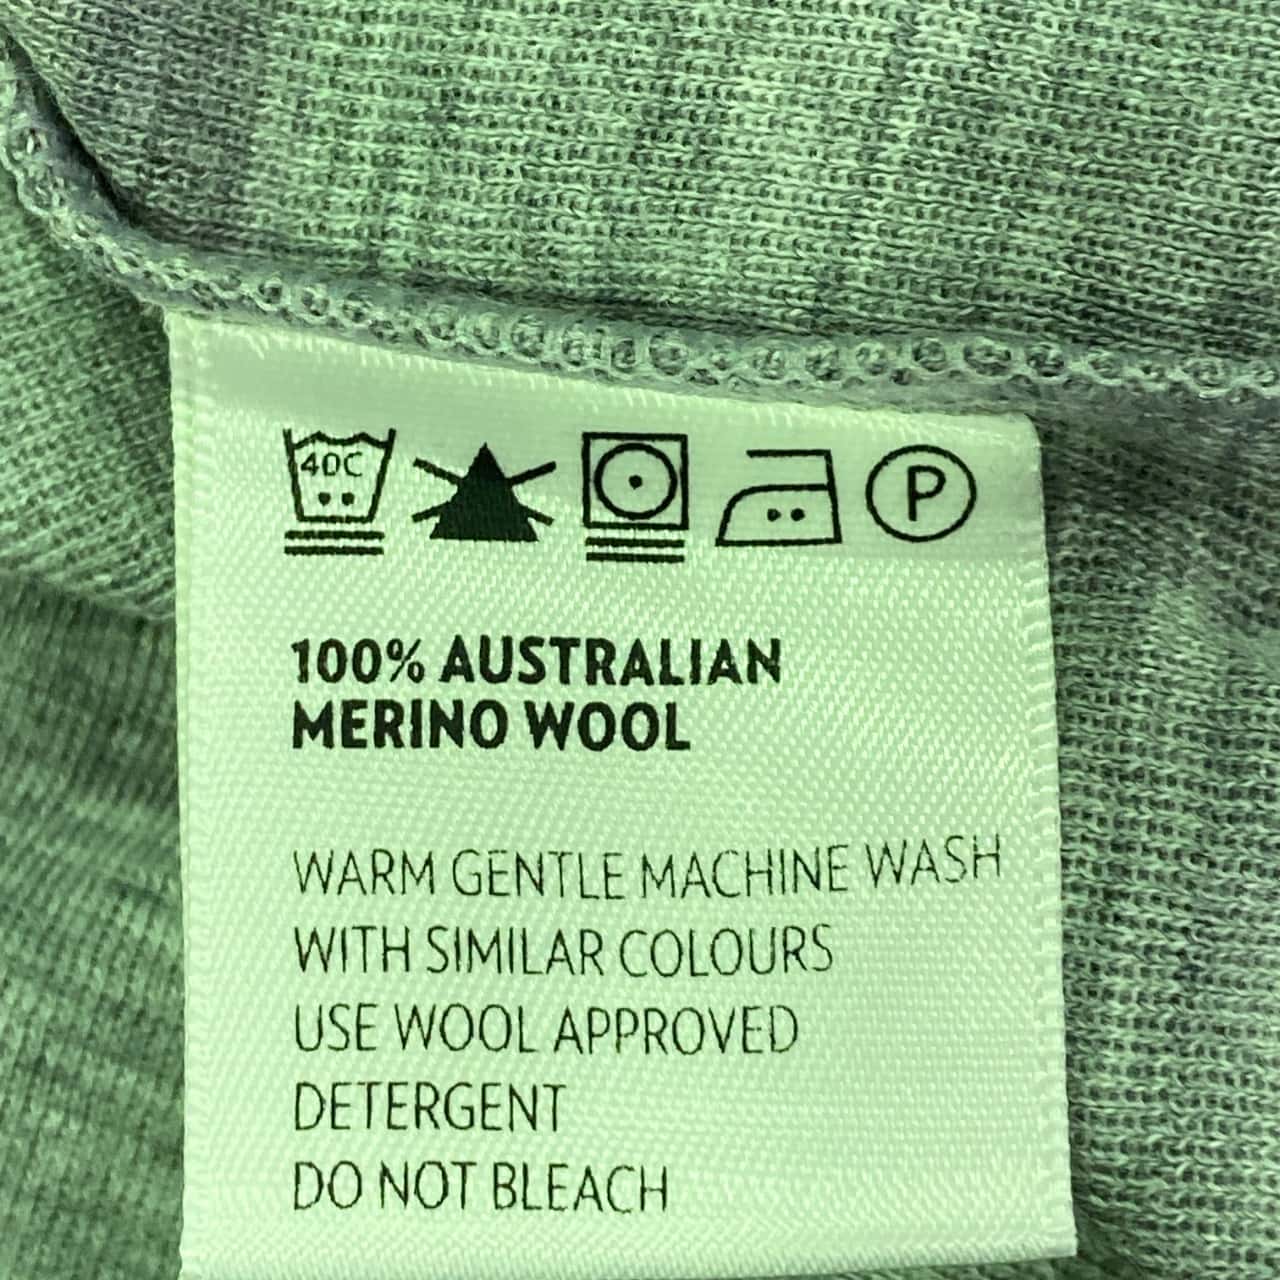 40C
P
100% AUSTRALIAN
MERINO WOOL
WARM GENTLE MACHINE WASH
WITH SIMILAR COLOURS
USE WOOL APPROVED
DETERGENT
DO NOT BLEACH